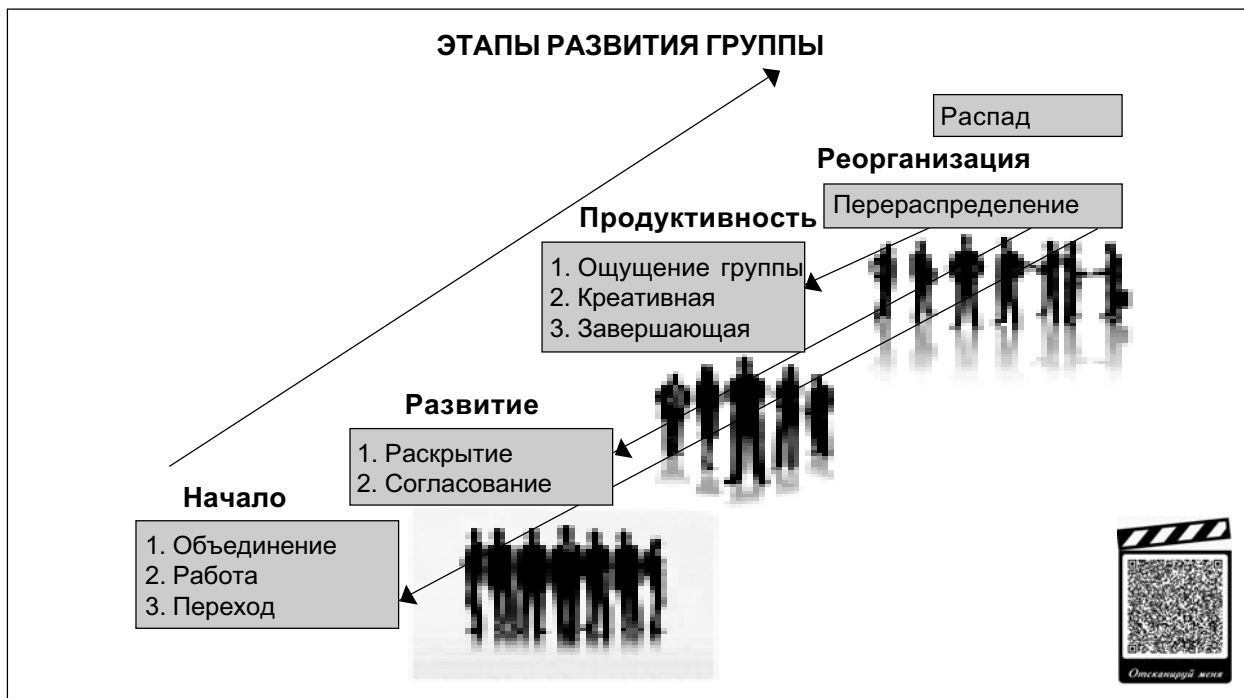 ЭТАПЫ РАЗВИТИЯ ГРУППЫ
Распад
Реорганизация
Перераспределение
Продуктивность
1. Ощущение группы
2. Креативная
3. Завершающая
Развитие
1. Раскрытие
2. Согласование
Начало
1. Объединение
2. Работа
3. Переход
Отсканируй меня